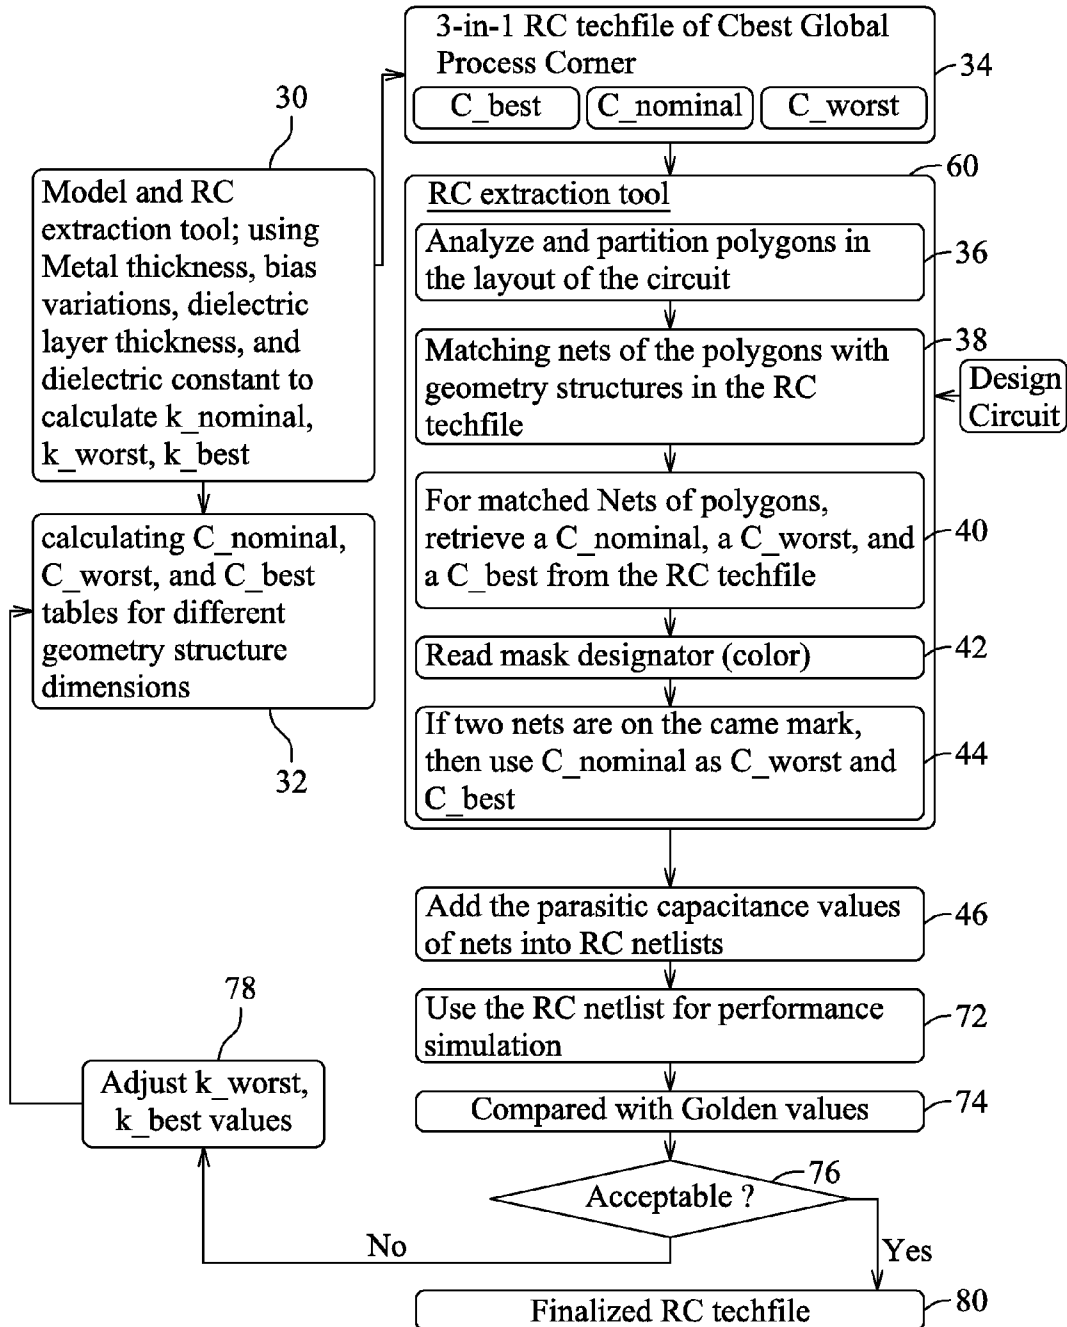 3-in-1 RC techfile of Cbest Global
Process Corner
C_best
C_nominal
C_worst
34
30
Model and RC
extraction tool; using
Metal thickness, bias
variations, dielectric
layer thickness, and
dielectric constant to
calculate k_nominal,
k_worst, k_best
calculating C_nominal,
C_worst, and C_best
tables for different
geometry structure
dimensions
32
60
RC extraction tool
Analyze and partition polygons in
the layout of the circuit
36
Matching nets of the polygons with
geometry structures in the RC
techfile
38
Design
Circuit
For matched Nets of polygons,
retrieve a C_nominal, a C_worst, and
a C_best from the RC techfile
40
Read mask designator (color)
42
If two nets are on the came mark,
then use C_nominal as C_worst and
C_best
44
Add the parasitic capacitance values
of nets into RC netlists
46
Use the RC netlist for performance
simulation
72
Compared with Golden values
74
Acceptable ?
76
No
Yes
78
Adjust k_worst,
k_best values
Finalized RC techfile
80